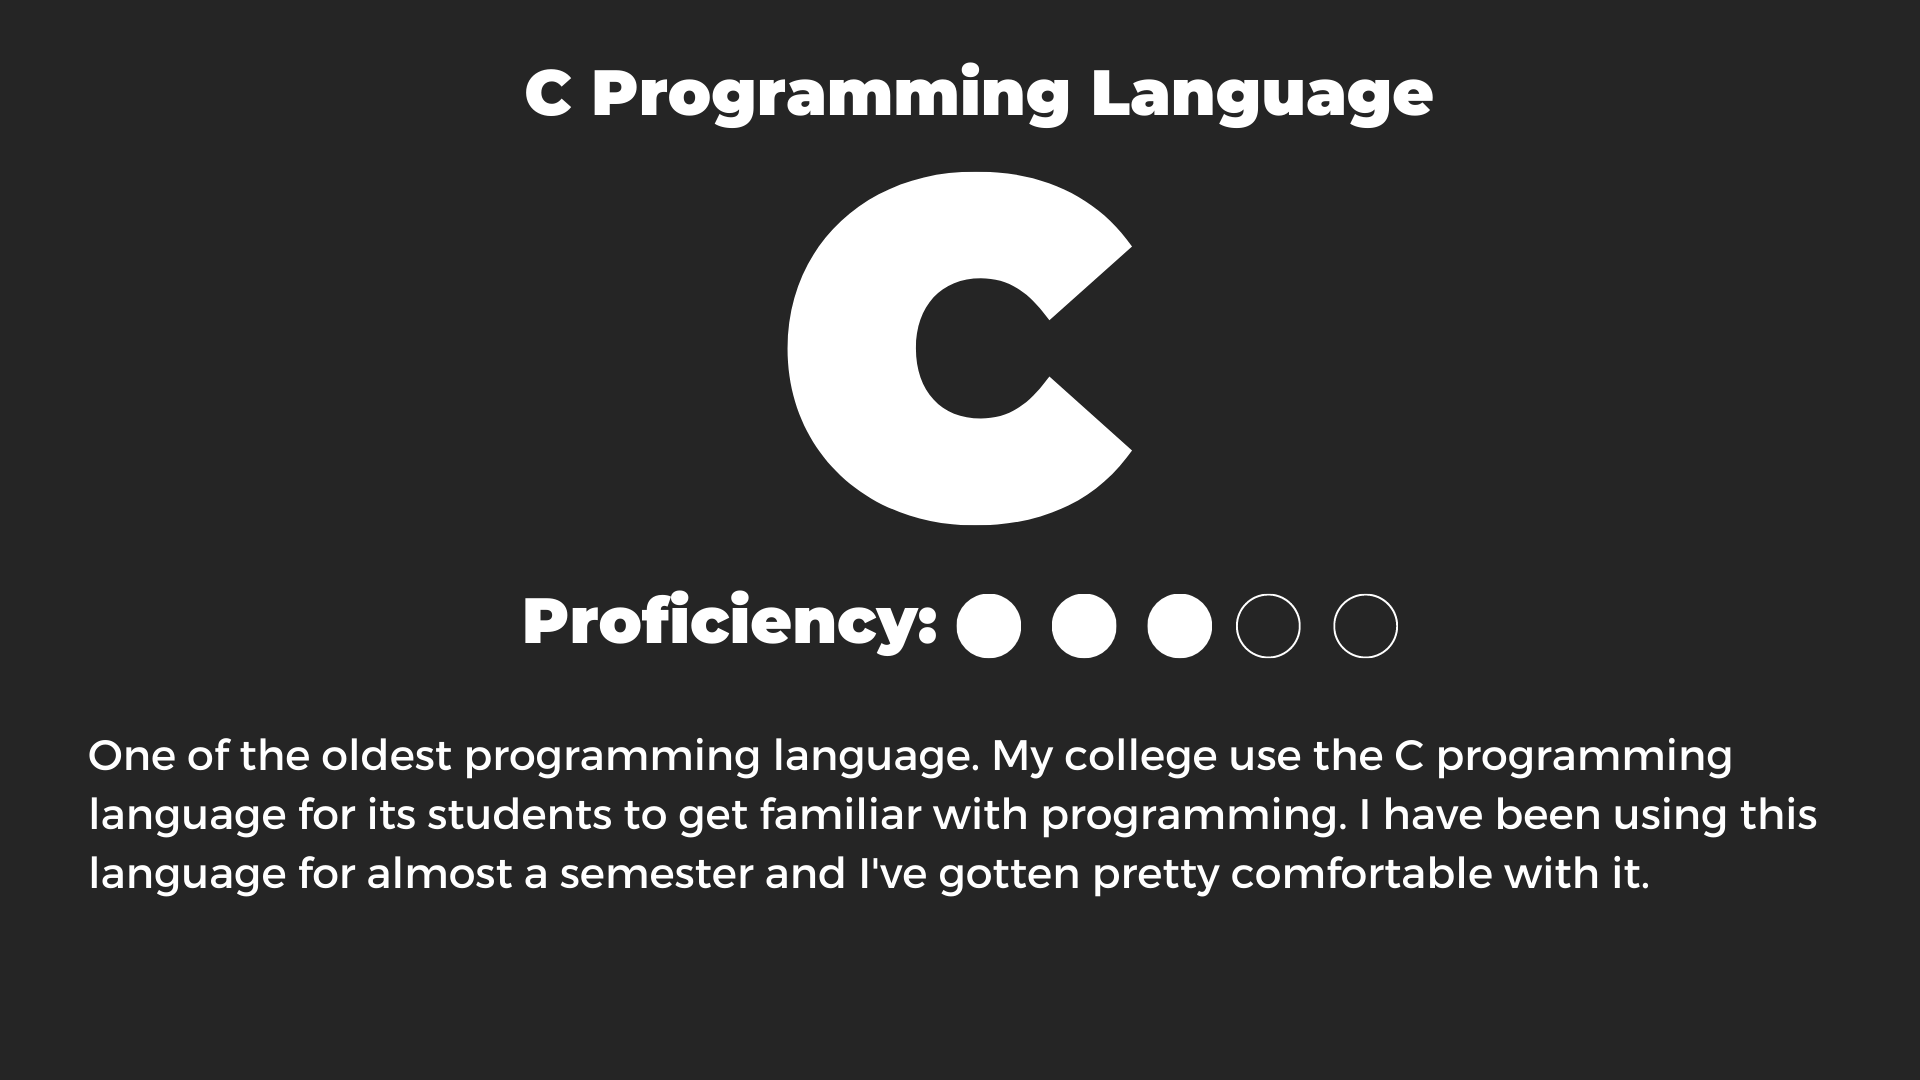 C Programming Language
C
Proficiency:
One of the oldest programming language. My college use the C programming
language for its students to get familiar with programming. I have been using this
language for almost a semester and I've gotten pretty comfortable with it.